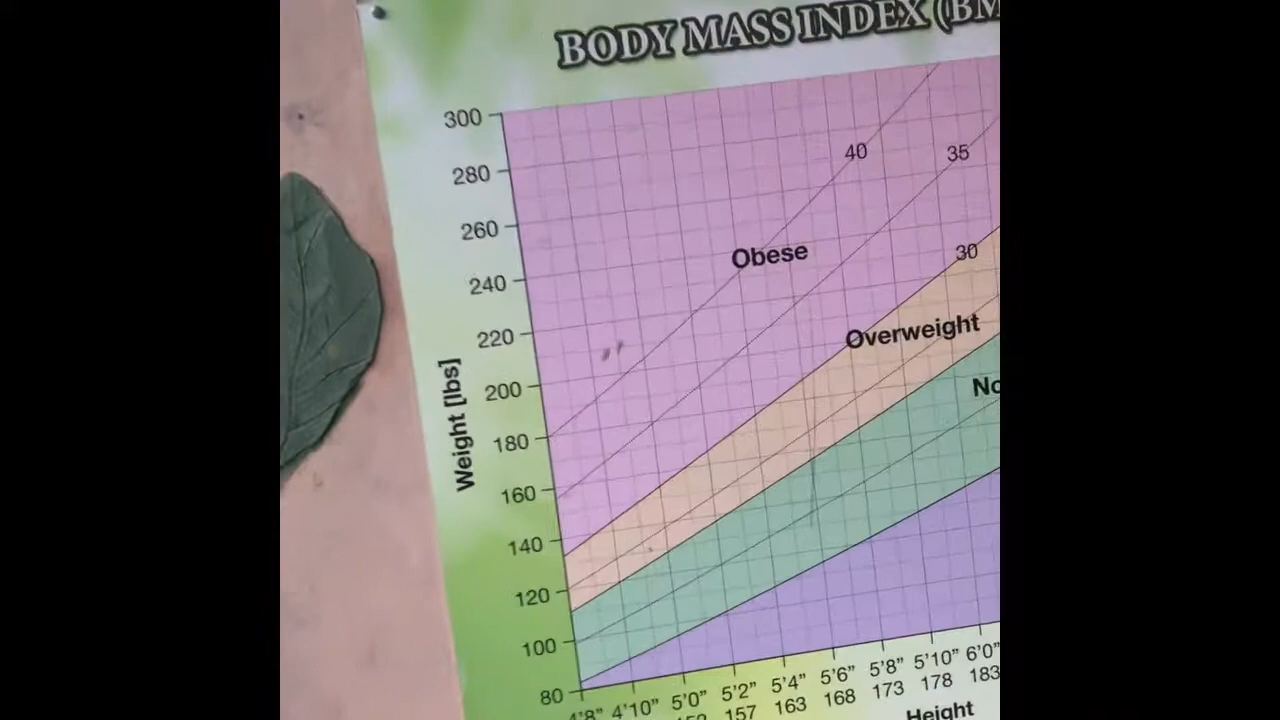 BODY MASS INDEX (BM
300
280
260
240
220
200
180
160
140
120
100
80
Weight [lbs]
40
35
30
Obese
Overweight
No
4'8" 4'10" 5'0" 5'2" 5'4" 5'6" 5'8" 5'10" 6'0"
157 163 168 173 178 183
Height